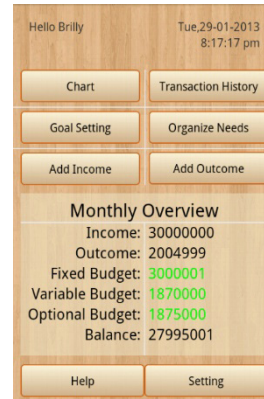 Hello Brilly Tue,29-01-2013
8:17:17 pm
Chart Transaction History
Goal Setting Organize Needs
Add Income Add Outcome
Monthly Overview
Income: 30000000
Outcome: 2004999
Fixed Budget: 3000001
Variable Budget: 1870000
Optional Budget: 1875000
Balance: 27995001
Help Setting